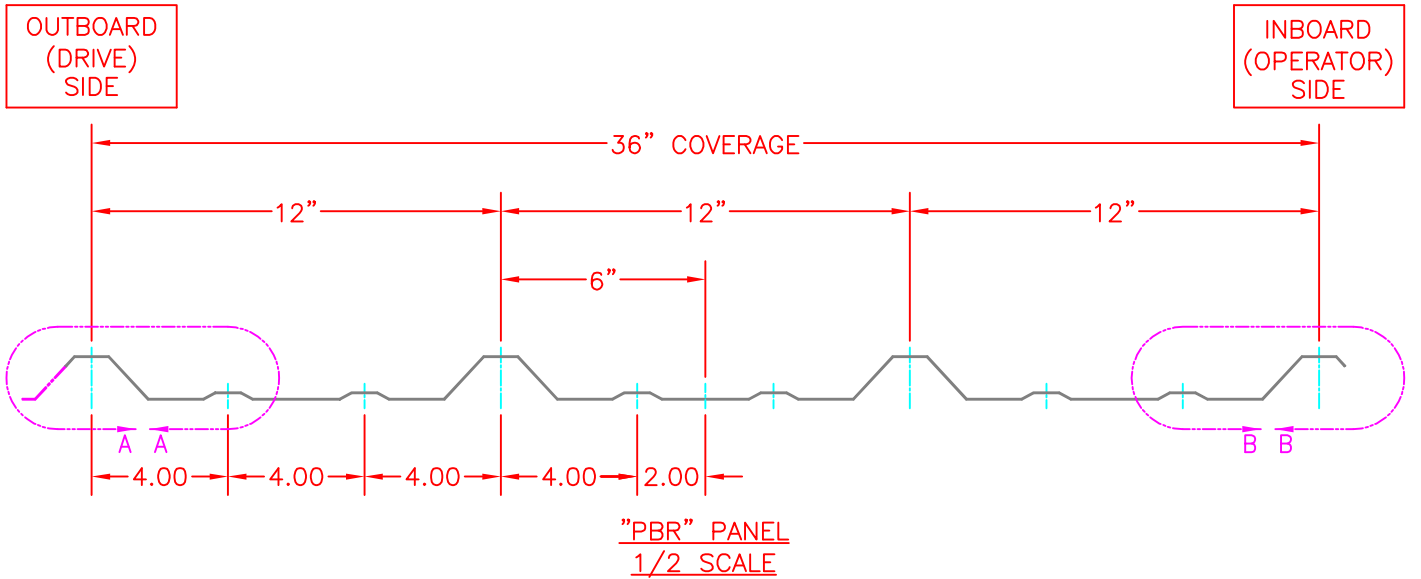 OUTBOARD
(DRIVE)
SIDE
INBOARD
(OPERATOR)
SIDE
36” COVERAGE
12”
12”
12”
6”
A A
B B
4.00
4.00
4.00
4.00
2.00
”PBR” PANEL
1/2 SCALE